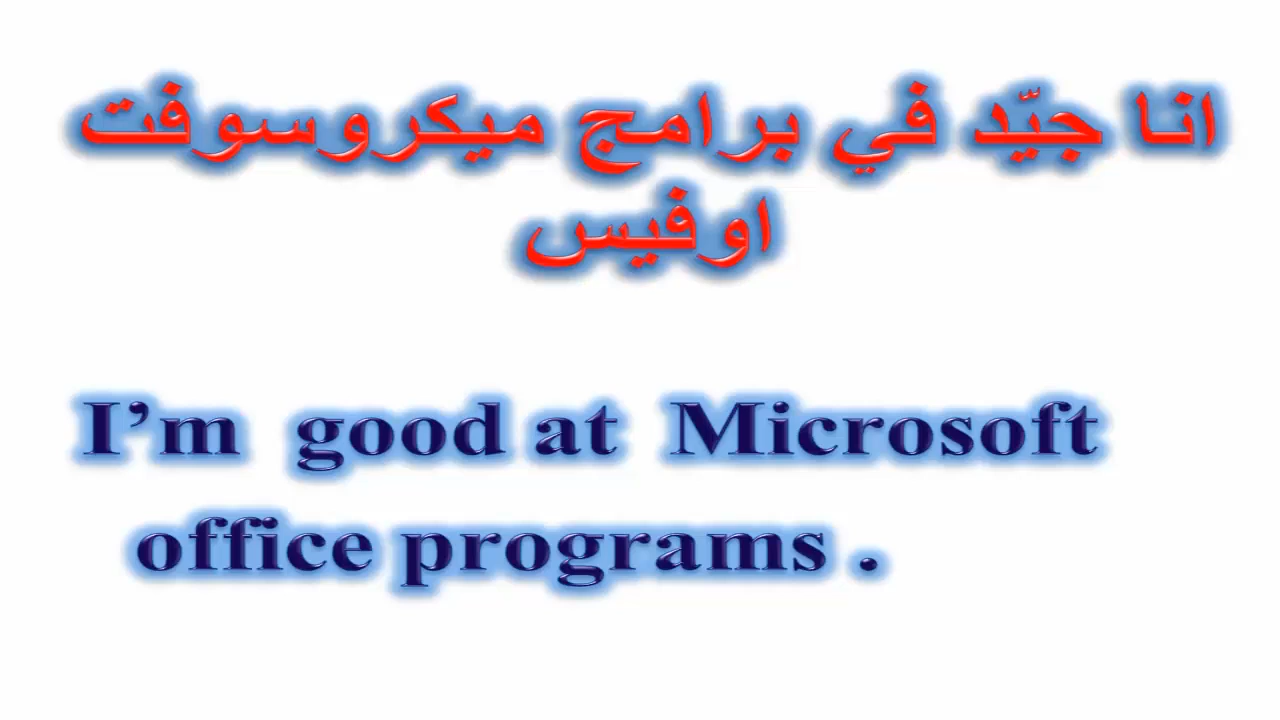 انا جيّد في برامج ميكروسوفت
اوفيس
I’m good at Microsoft
office programs .